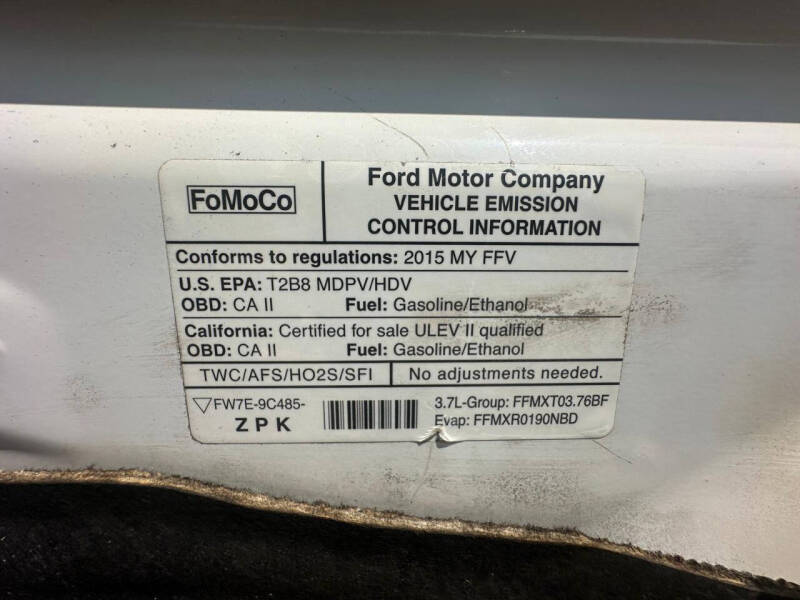 FoMoCo
Ford Motor Company
VEHICLE EMISSION
CONTROL INFORMATION
Conforms to regulations: 2015 MY FFV
U.S. EPA: T2B8 MDPV/HDV
OBD: CA II Fuel: Gasoline/Ethanol
California: Certified for sale ULEV II qualified
OBD: CA II Fuel: Gasoline/Ethanol
TWC/AFS/HO2S/SFI No adjustments needed.
▽FW7E-9C485- 3.7L-Group: FFMXT03.76BF
ZPK Evap: FFMXR0190NBD